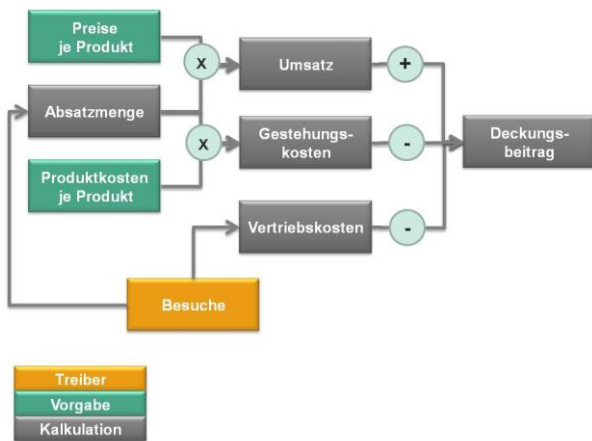 Preise
je Produkt
x
Umsatz
+
Absatzmenge
x
Gestehungs-
kosten
-
Deckungs-
beitrag
Produktkosten
je Produkt
Vertriebskosten
-
Besuche
Treiber
Vorgabe
Kalkulation